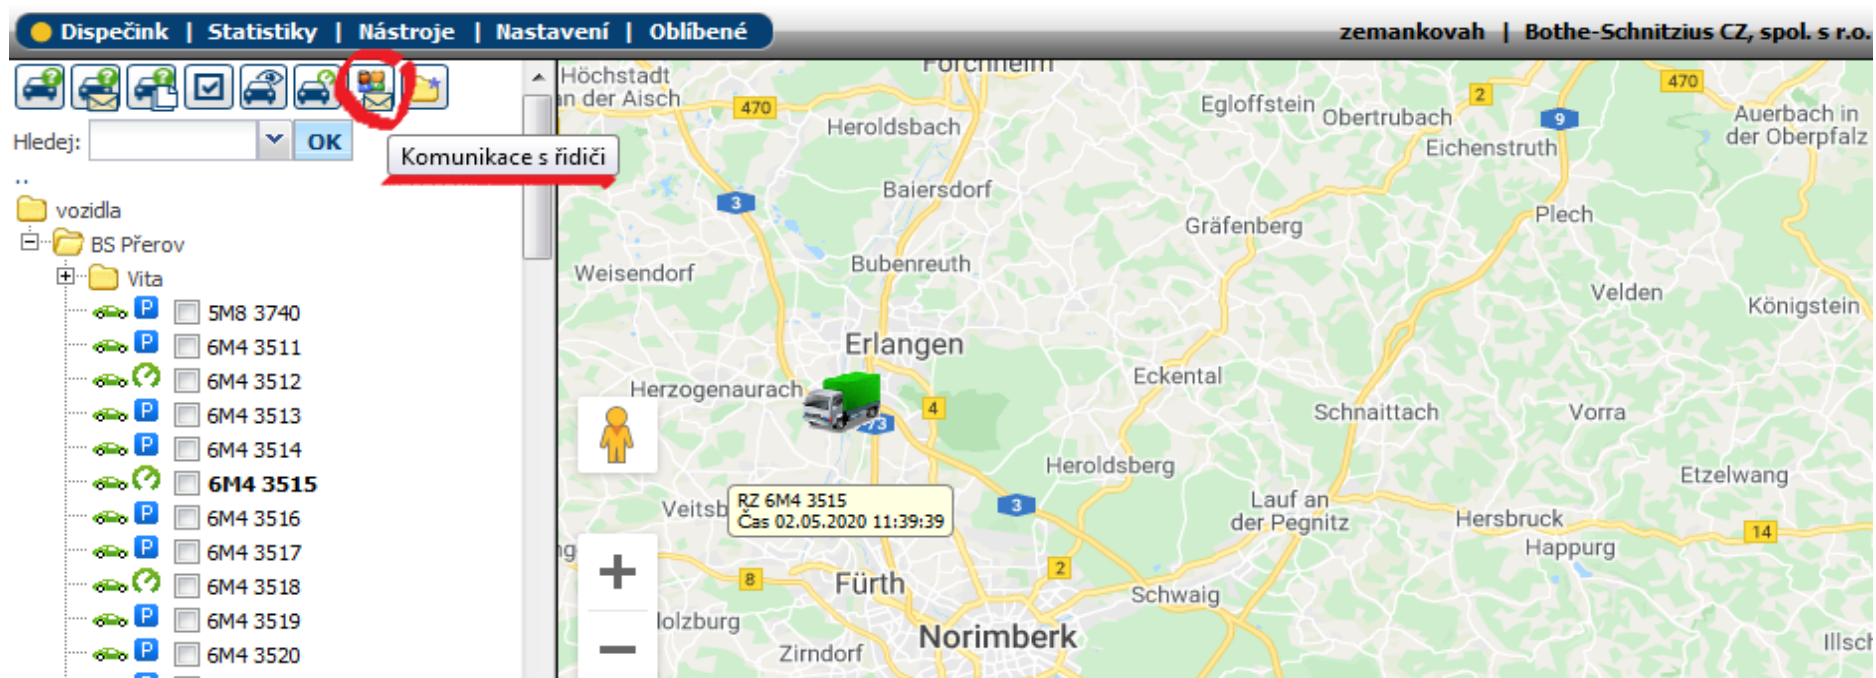 Dispečink | Statistiky | Nástroje | Nastavení | Oblíbené
zemankovah | Bothe-Schnitzius CZ, spol. s r.o.
Hledej:
OK
Komunikace s řidiči
..
vozidla
BS Přerov
Vita
P 5M8 3740
P 6M4 3511
6M4 3512
P 6M4 3513
P 6M4 3514
6M4 3515
P 6M4 3516
P 6M4 3517
6M4 3518
P 6M4 3519
P 6M4 3520
Höchstadt
an der Aisch
Forchheim
470
Heroldsbach
Egloffstein
Obertrubach
2
9
470
Auerbach in
der Oberpfalz
Eichenstruth
3
Baiersdorf
Gräfenberg
Plech
Weisendorf
Bubenreuth
Velden
Königstein
Erlangen
Herzogenaurach
Eckental
4
73
Schnaittach
Vorra
Heroldsberg
Etzelwang
Veitsb
RZ 6M4 3515
Čas 02.05.2020 11:39:39
3
Lauf an
der Pegnitz
Hersbruck
14
Happurg
+
8
Fürth
2
Schwaig
olzburg
−
Zirndorf
Norimberk
Illsch